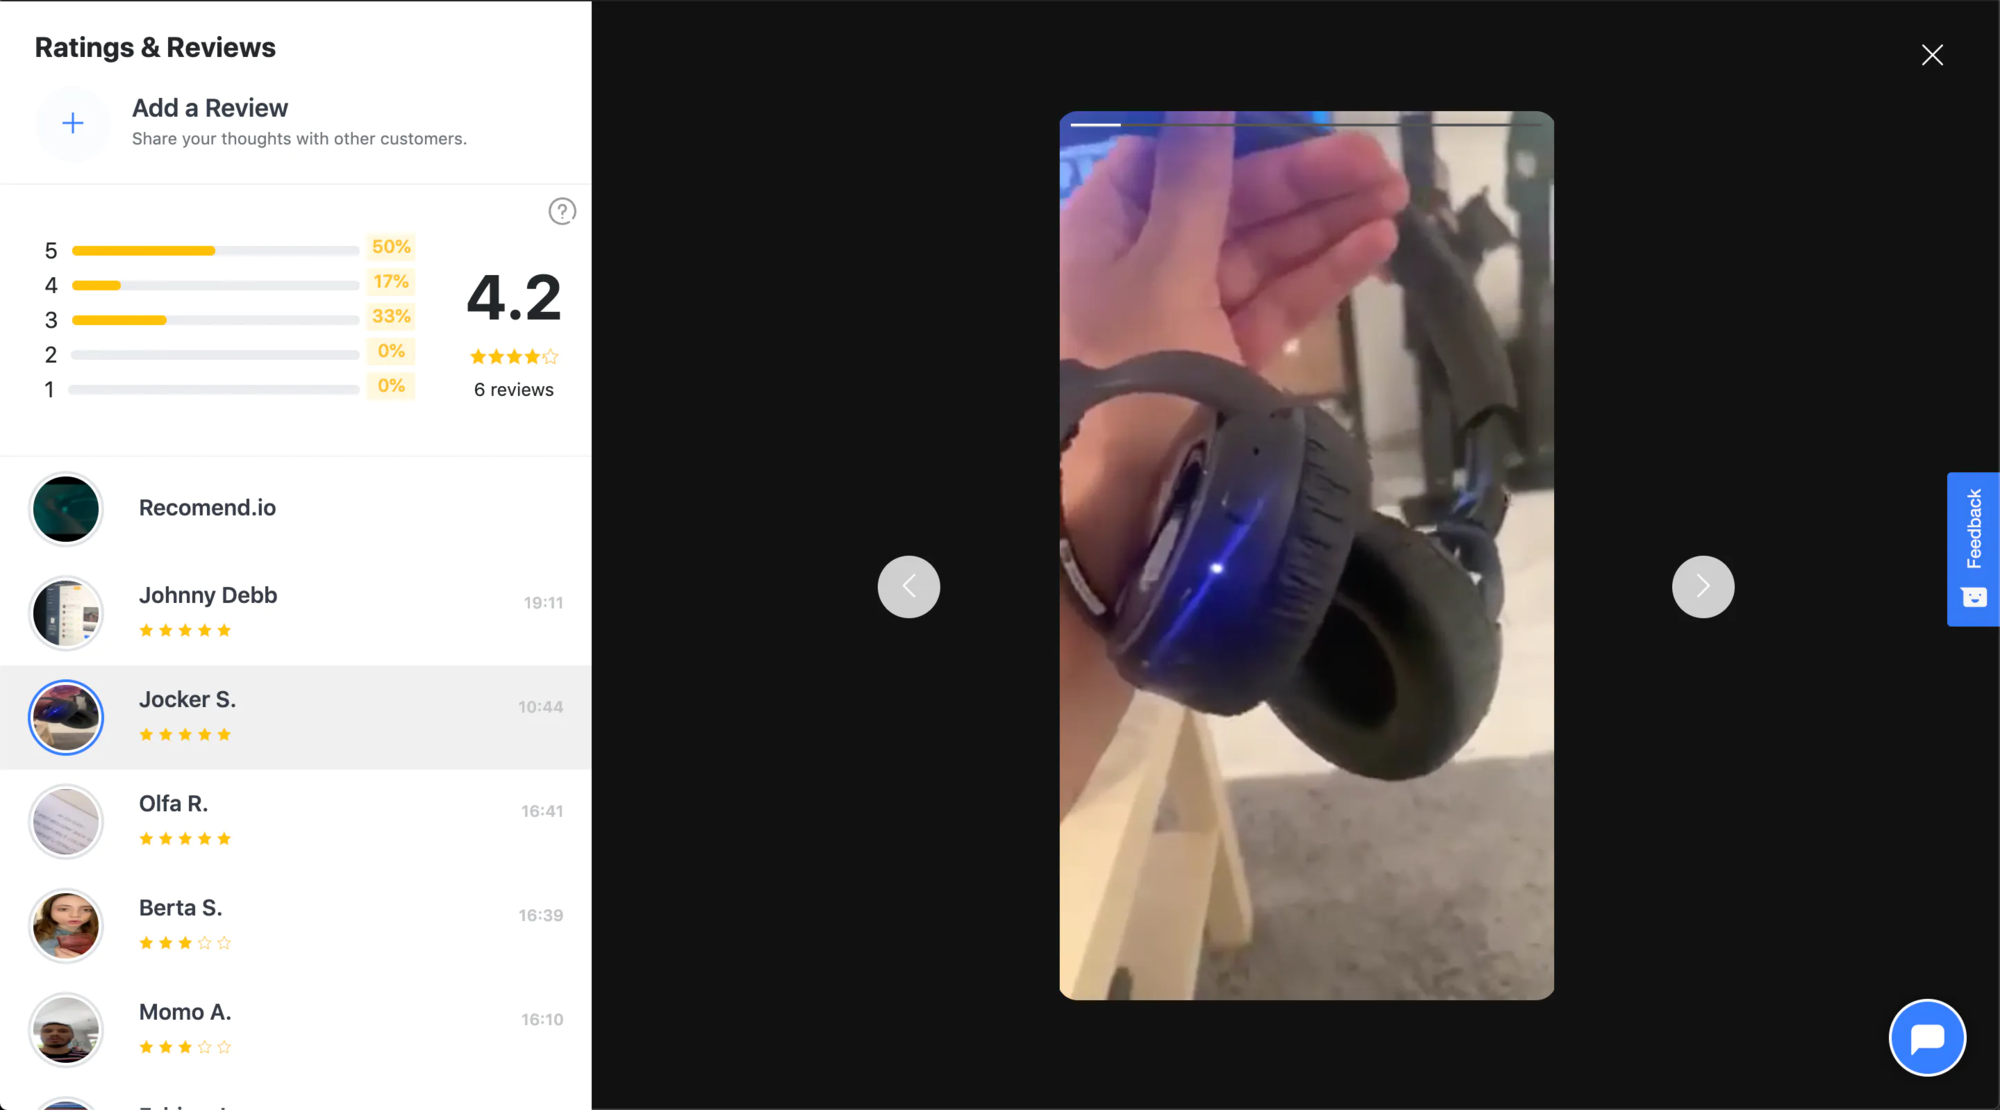 Ratings & Reviews
Add a Review
Share your thoughts with other customers.
5 50%
4 17%
3 33%
2 0%
1 0%
4.2
6 reviews
Recomend.io
Johnny Debb 19:11
Jocker S. 10:44
Olfa R. 16:41
Berta S. 16:39
Momo A. 16:10
Feedback